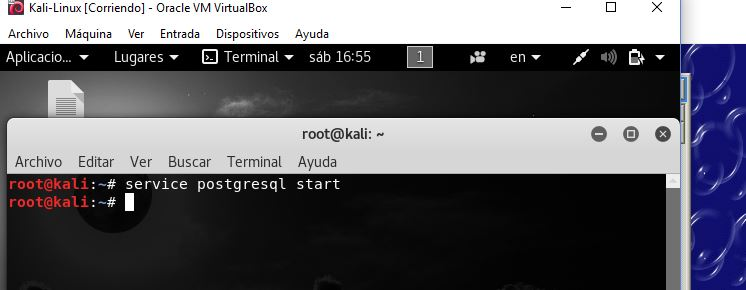 Kali-Linux [Corriendo] - Oracle VM VirtualBox
Archivo Máquina Ver Entrada Dispositivos Ayuda
Aplicacio... Lugares Terminal sáb 16:55 1 en
root@kali: ~
Archivo Editar Ver Buscar Terminal Ayuda
root@kali:~# service postgresql start
root@kali:~#